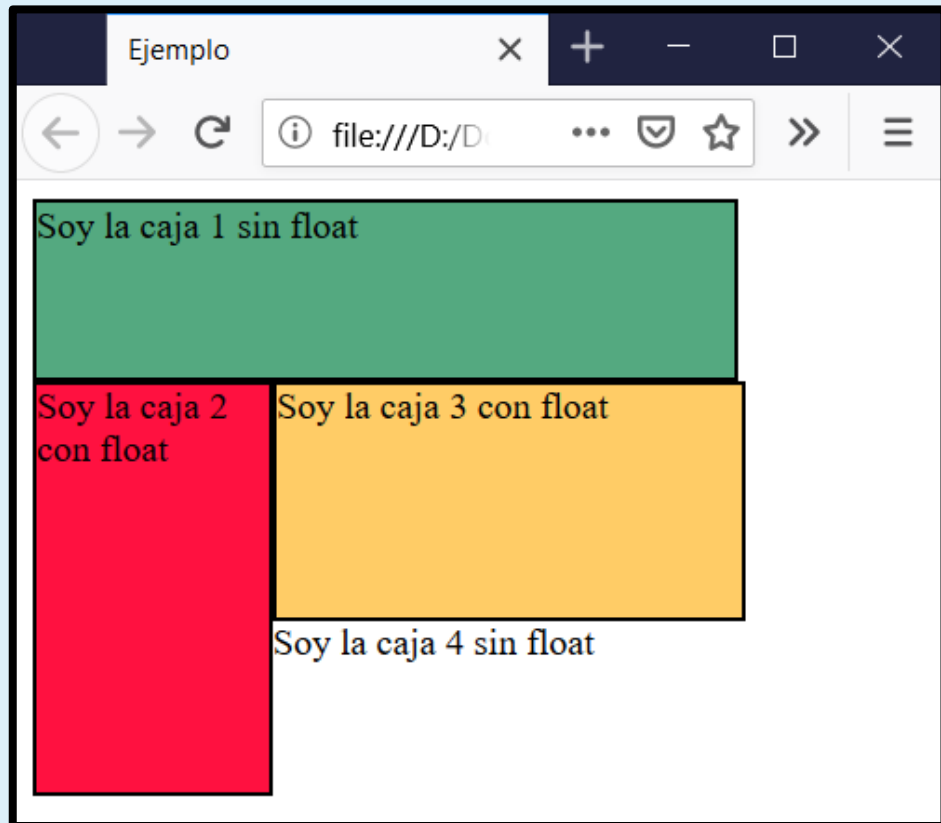 Ejemplo
file:///D:/D
Soy la caja 1 sin float
Soy la caja 2
con float
Soy la caja 3 con float
Soy la caja 4 sin float